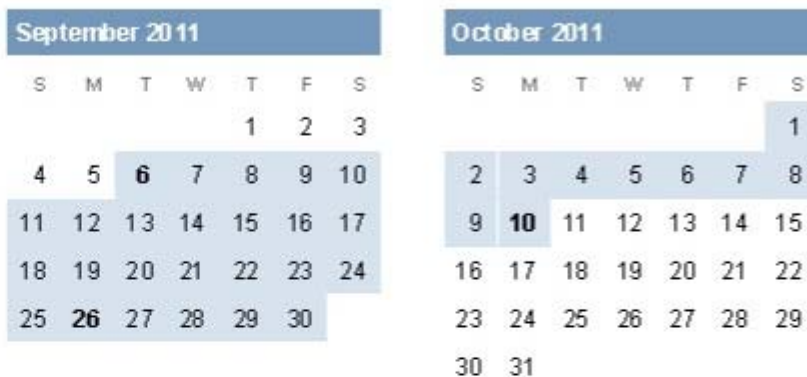 September 2011
S M T W T F S
1 2 3
4 5 6 7 8 9 10
11 12 13 14 15 16 17
18 19 20 21 22 23 24
25 26 27 28 29 30
October 2011
S M T W T F S
1
2 3 4 5 6 7 8
9 10 11 12 13 14 15
16 17 18 19 20 21 22
23 24 25 26 27 28 29
30 31